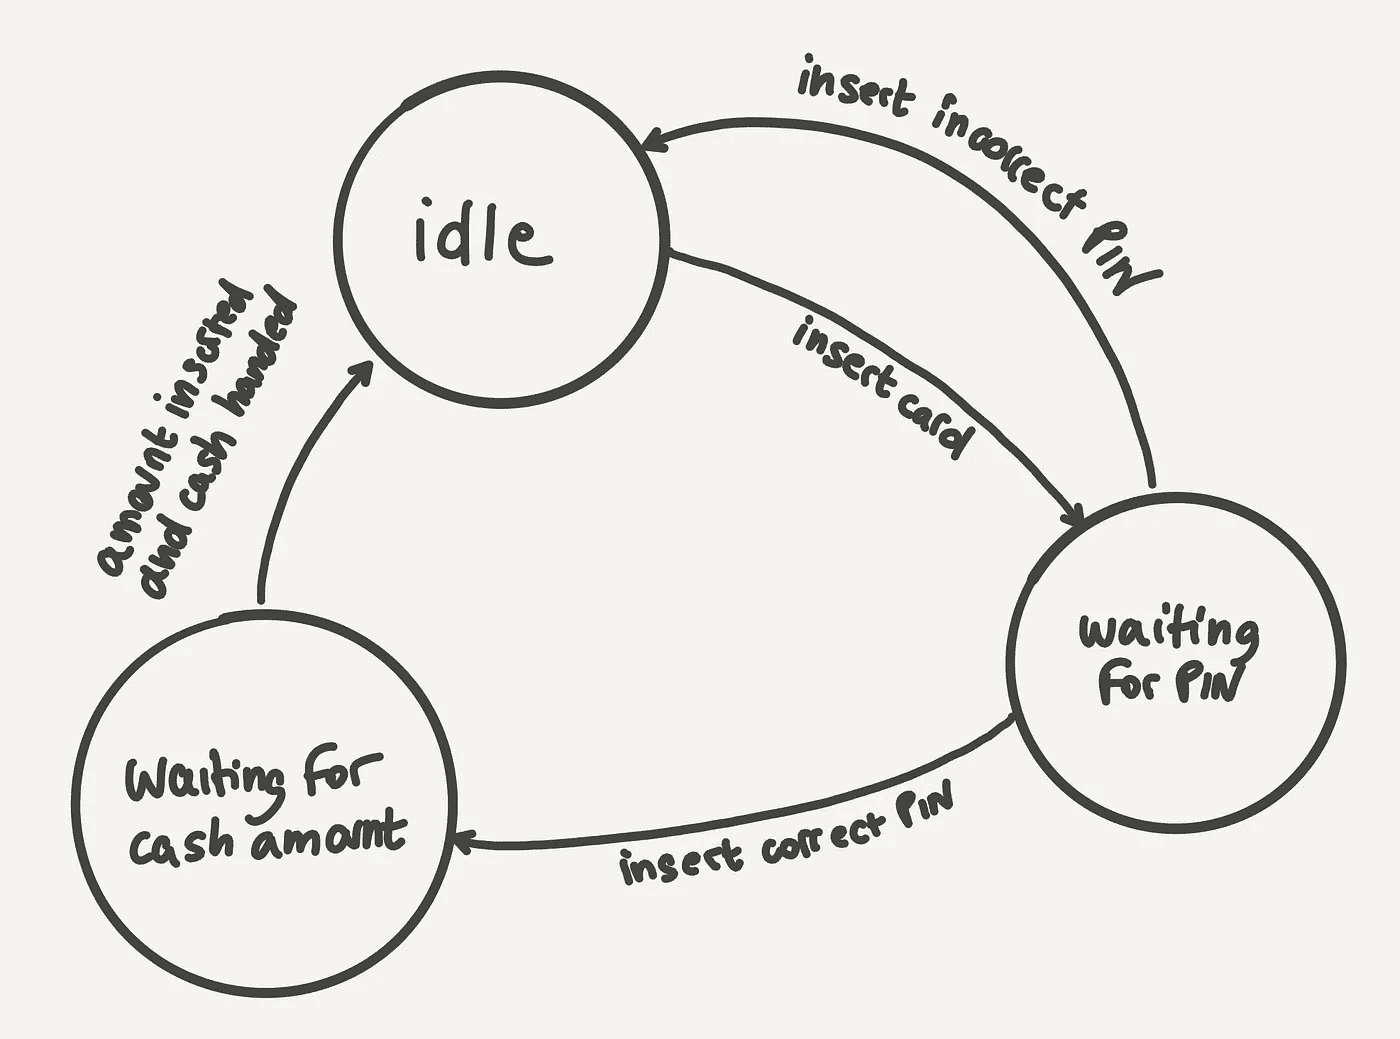 insert incorrect PIN
idle
insert card
amount inserted
and cash handed
waiting
for PIN
Waiting for
cash amount
insert correct PIN